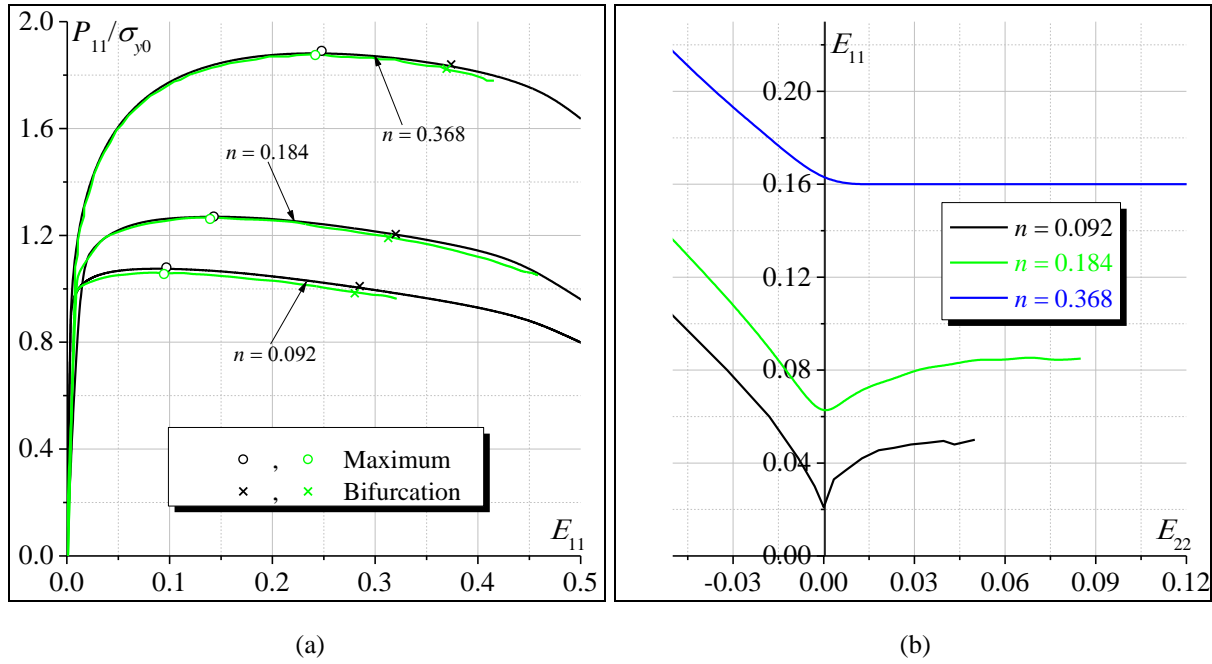 P₁₁/σ_y0
2.0
1.6
1.2
0.8
0.4
0.0
n = 0.368
n = 0.184
n = 0.092
○ , ○ Maximum
× , × Bifurcation
E₁₁
0.0 0.1 0.2 0.3 0.4 0.5
(a)
E₁₁
0.20
0.16
0.12
0.08
0.04
0.00
n = 0.092
n = 0.184
n = 0.368
E₂₂
-0.03 0.00 0.03 0.06 0.09 0.12
(b)